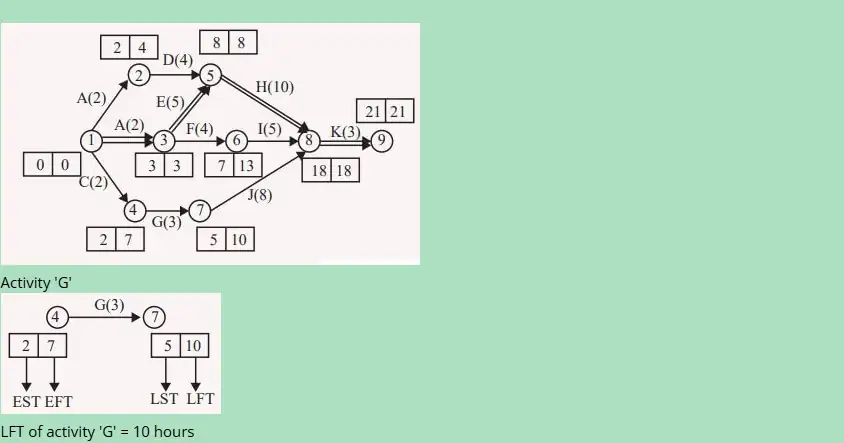 2 4
8 8
D(4)
2
5
H(10)
A(2)
E(5)
21 21
A(2)
F(4)
I(5)
K(3)
1
3
6
8
9
0 0
3 3
7 13
18 18
C(2)
J(8)
4
7
G(3)
2 7
5 10
Activity 'G'
G(3)
4
7
2 7
5 10
EST EFT
LST LFT
LFT of activity 'G' = 10 hours